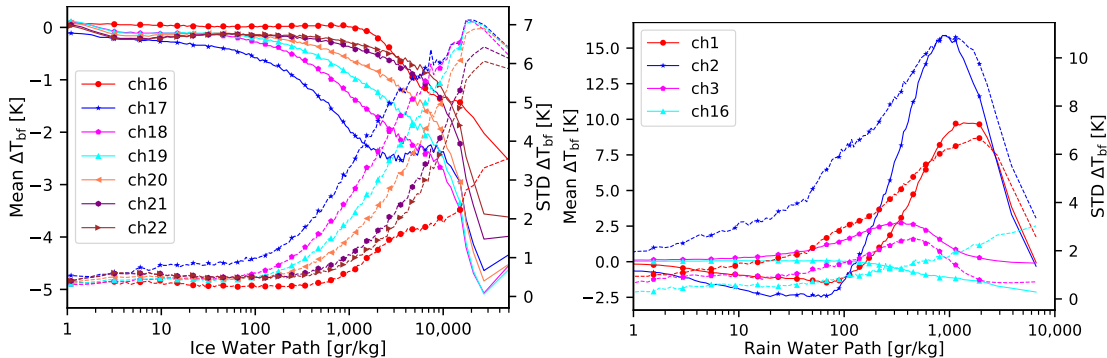 0
−1
−2
−3
−4
−5
Mean ΔT_bf [K]
ch16
ch17
ch18
ch19
ch20
ch21
ch22
7
6
5
4
3
2
1
0
STD ΔT_bf [K]
1 10 100 1,000 10,000
Ice Water Path [gr/kg]
15.0
12.5
10.0
7.5
5.0
2.5
0.0
−2.5
Mean ΔT_bf [K]
ch1
ch2
ch3
ch16
10
8
6
4
2
0
STD ΔT_bf [K]
1 10 100 1,000 10,000
Rain Water Path [gr/kg]